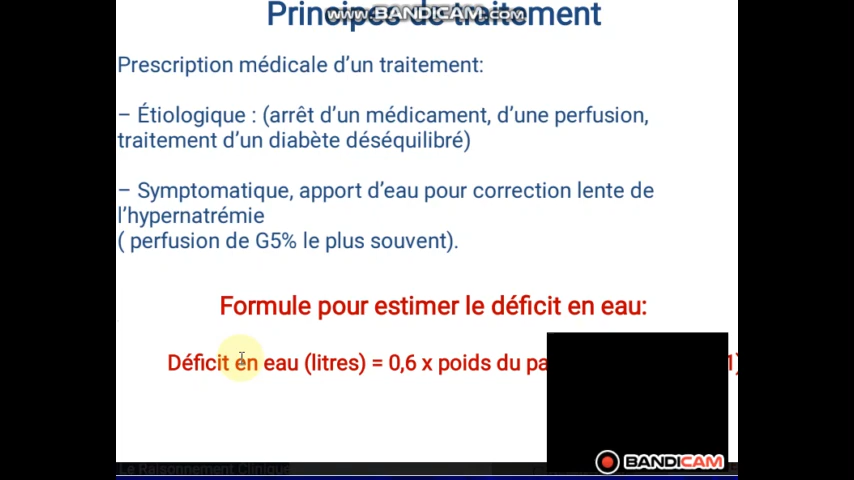 Principes de traitement
www.BANDICAM.com
Prescription médicale d'un traitement:
– Étiologique : (arrêt d'un médicament, d'une perfusion,
traitement d'un diabète déséquilibré)
– Symptomatique, apport d'eau pour correction lente de
l'hypernatrémie
( perfusion de G5% le plus souvent).
Formule pour estimer le déficit en eau:
Déficit en eau (litres) = 0,6 x poids du pa 1)
BANDICAM
Le Raisonnement Clinique